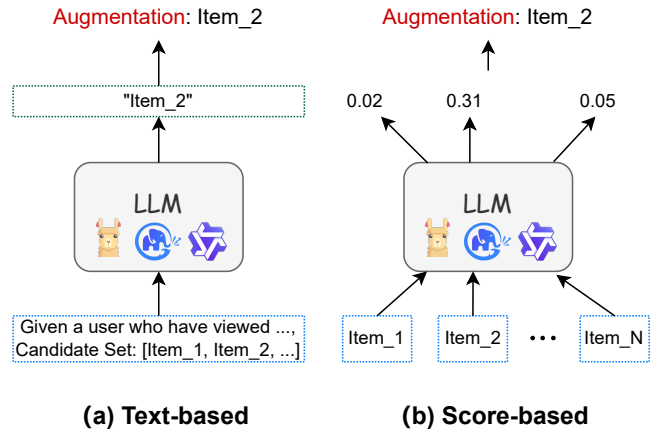 Augmentation: Item_2
"Item_2"
LLM
Given a user who have viewed ...,
Candidate Set: [Item_1, Item_2, ...]
(a) Text-based
Augmentation: Item_2
0.02 0.31 0.05
LLM
Item_1 Item_2 ••• Item_N
(b) Score-based